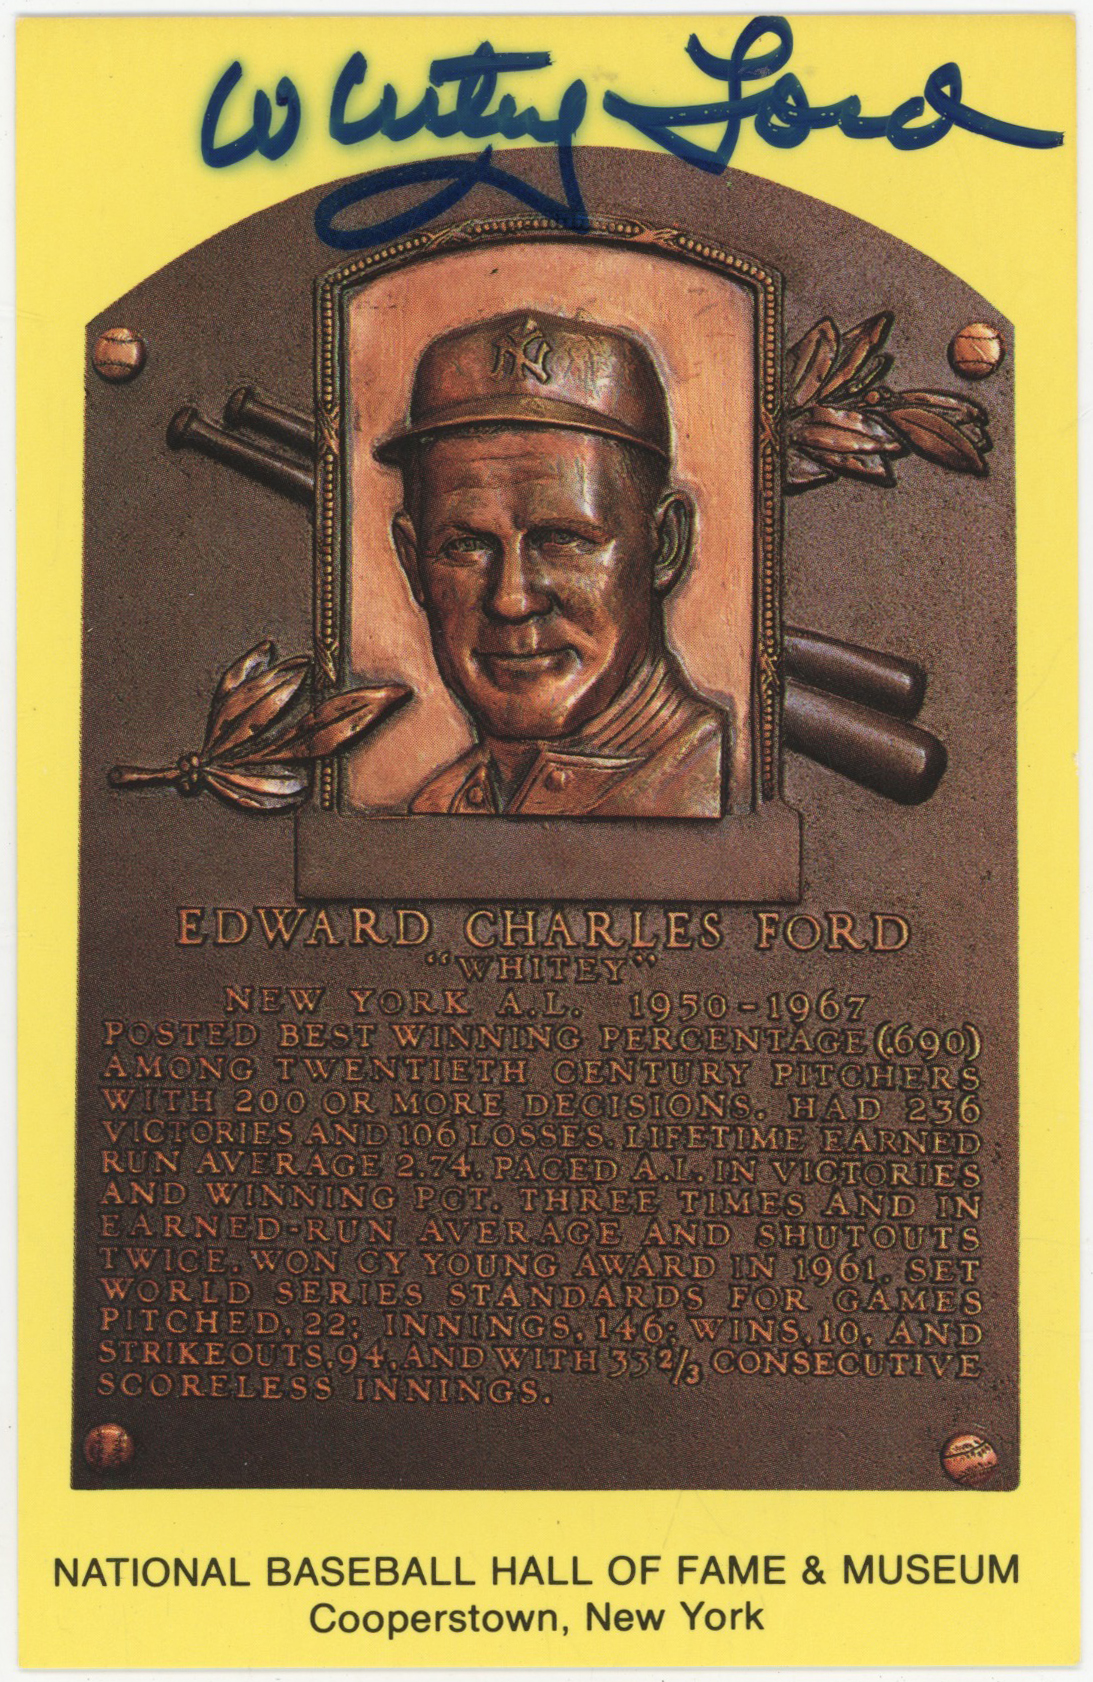 Whitey Ford
NY
EDWARD CHARLES FORD
"WHITEY"
NEW YORK A.L. 1950-1967
POSTED BEST WINNING PERCENTAGE (.690)
AMONG TWENTIETH CENTURY PITCHERS
WITH 200 OR MORE DECISIONS. HAD 236
VICTORIES AND 106 LOSSES. LIFETIME EARNED
RUN AVERAGE 2.74. PACED A.L. IN VICTORIES
AND WINNING PCT. THREE TIMES AND IN
EARNED-RUN AVERAGE AND SHUTOUTS
TWICE. WON CY YOUNG AWARD IN 1961. SET
WORLD SERIES STANDARDS FOR GAMES
PITCHED, 22; INNINGS, 146; WINS, 10, AND
STRIKEOUTS, 94, AND WITH 33 2/3 CONSECUTIVE
SCORELESS INNINGS.
NATIONAL BASEBALL HALL OF FAME & MUSEUM
Cooperstown, New York